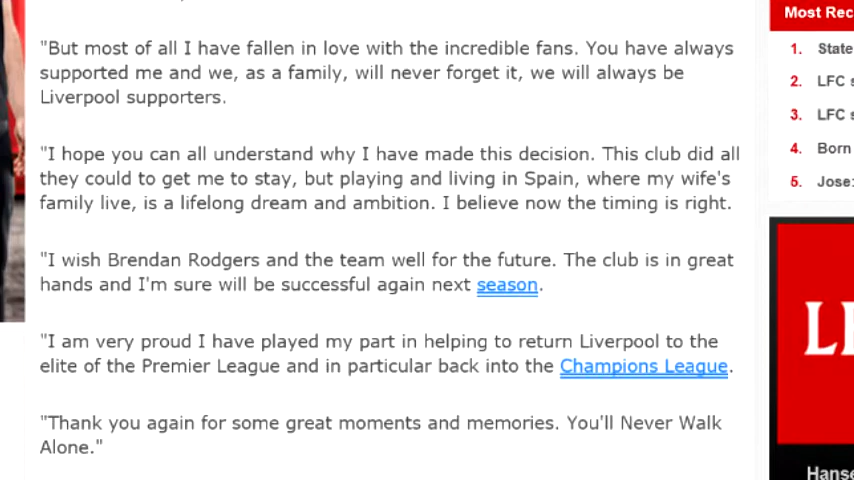 "But most of all I have fallen in love with the incredible fans. You have always
supported me and we, as a family, will never forget it, we will always be
Liverpool supporters.
"I hope you can all understand why I have made this decision. This club did all
they could to get me to stay, but playing and living in Spain, where my wife's
family live, is a lifelong dream and ambition. I believe now the timing is right.
"I wish Brendan Rodgers and the team well for the future. The club is in great
hands and I'm sure will be successful again next season.
"I am very proud I have played my part in helping to return Liverpool to the
elite of the Premier League and in particular back into the Champions League.
"Thank you again for some great moments and memories. You'll Never Walk
Alone."
Most Rec
1. State
2. LFC s
3. LFC s
4. Born
5. Jose:
LI
Hanse